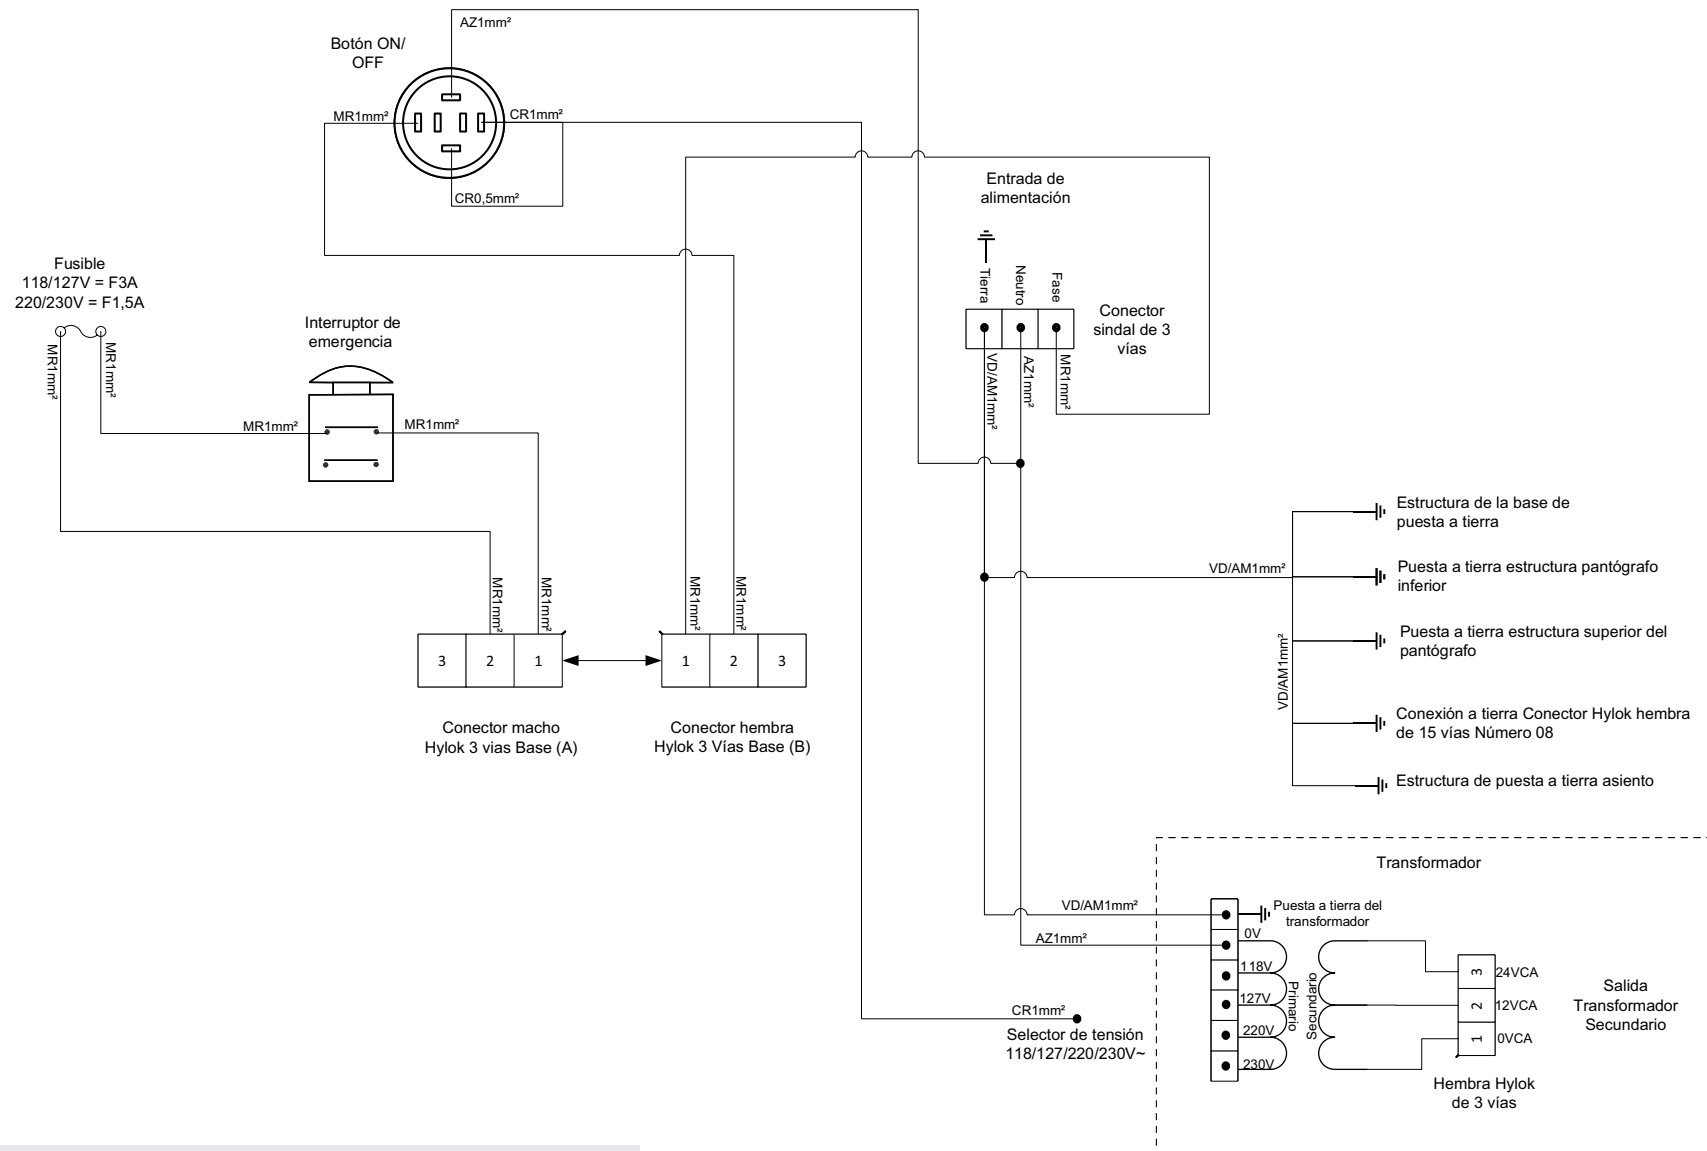 AZ1mm²
Botón ON/
OFF
MR1mm²
CR1mm²
CR0,5mm²
Entrada de
alimentación
Tierra
Neutro
Fase
Conector
sindal de 3
vías
VD/AM1mm²
AZ1mm²
MR1mm²
Fusible
118/127V = F3A
220/230V = F1,5A
MR1mm²
MR1mm²
Interruptor de
emergencia
MR1mm²
MR1mm²
MR1mm²
MR1mm²
MR1mm²
MR1mm²
3
2
1
1
2
3
Conector macho
Hylok 3 vias Base (A)
Conector hembra
Hylok 3 Vías Base (B)
VD/AM1mm²
VD/AM1mm²
Estructura de la base de
puesta a tierra
Puesta a tierra estructura pantógrafo
inferior
Puesta a tierra estructura superior del
pantógrafo
Conexión a tierra Conector Hylok hembra
de 15 vías Número 08
Estructura de puesta a tierra asiento
Transformador
VD/AM1mm²
AZ1mm²
Puesta a tierra del
transformador
0V
118V
127V
220V
230V
Primario
Secundario
3
2
1
24VCA
12VCA
0VCA
Salida
Transformador
Secundario
Hembra Hylok
de 3 vías
CR1mm²
Selector de tensión
118/127/220/230V~